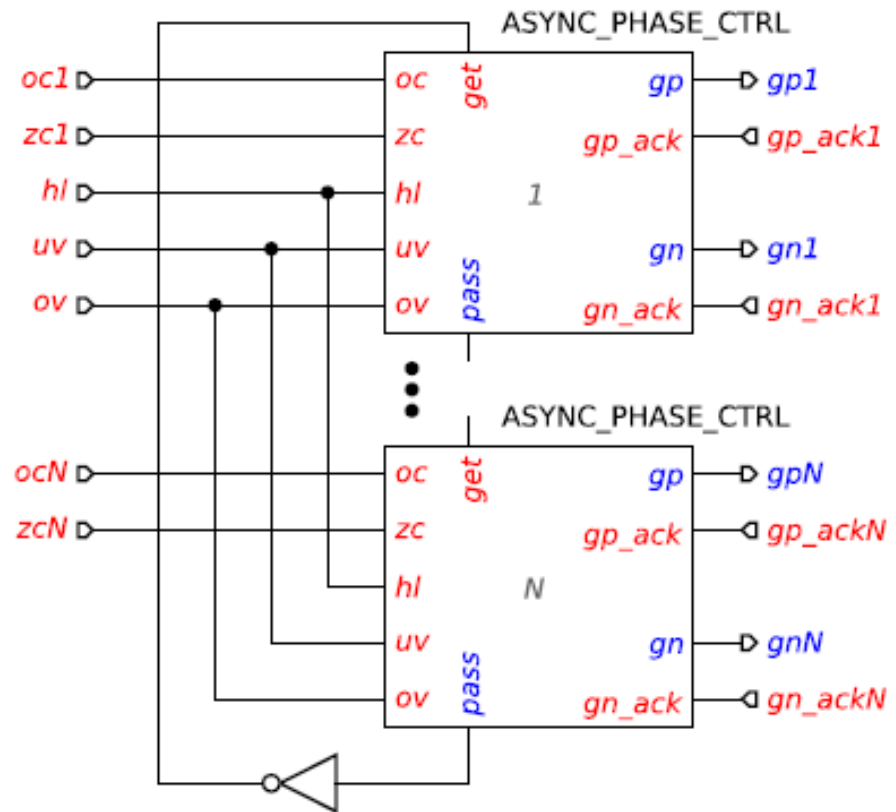 ASYNC_PHASE_CTRL
oc1 oc get gp gp1
zc1 zc gp_ack gp_ack1
hl hl 1
uv uv gn gn1
ov ov pass gn_ack gn_ack1
ASYNC_PHASE_CTRL
ocN oc get gp gpN
zcN zc gp_ack gp_ackN
hl N
uv gn gnN
ov pass gn_ack gn_ackN